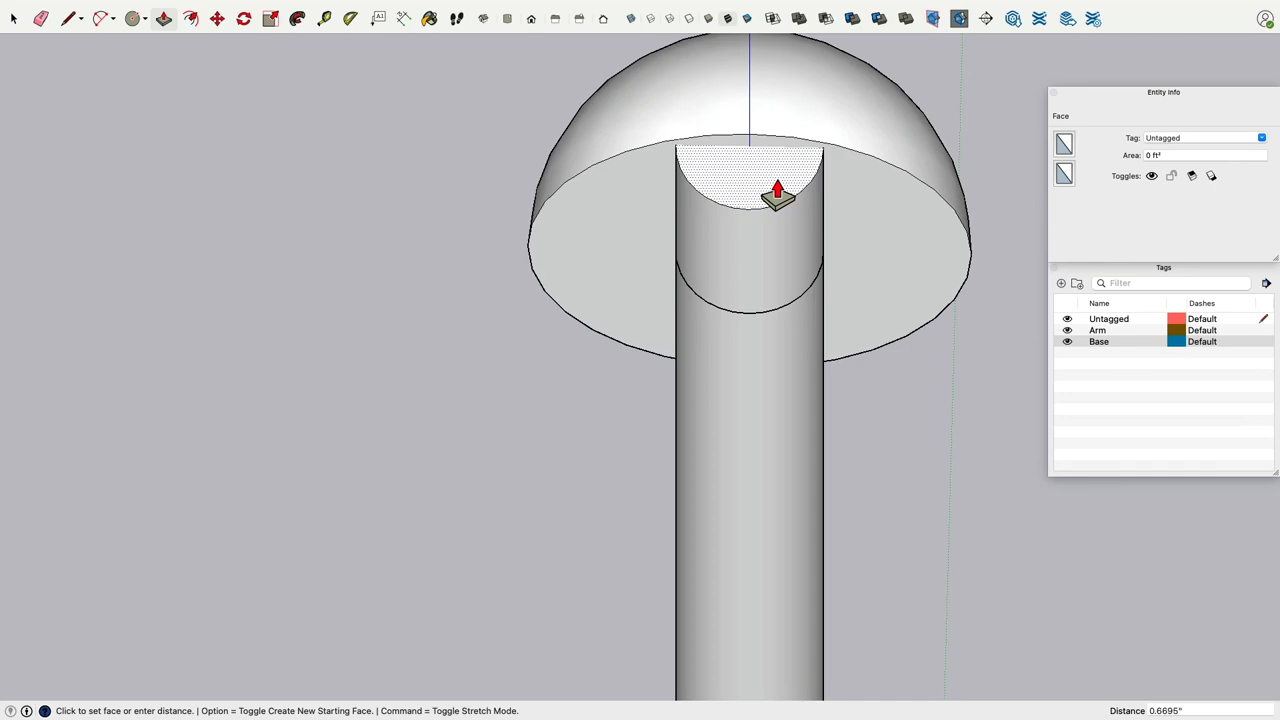 A1
Entity Info
Face
Tag: Untagged
Area: 0 ft²
Toggles:
Tags
Filter
Name Dashes
Untagged Default
Arm Default
Base Default
Click to set face or enter distance. | Option = Toggle Create New Starting Face. | Command = Toggle Stretch Mode. Distance 0.6695"